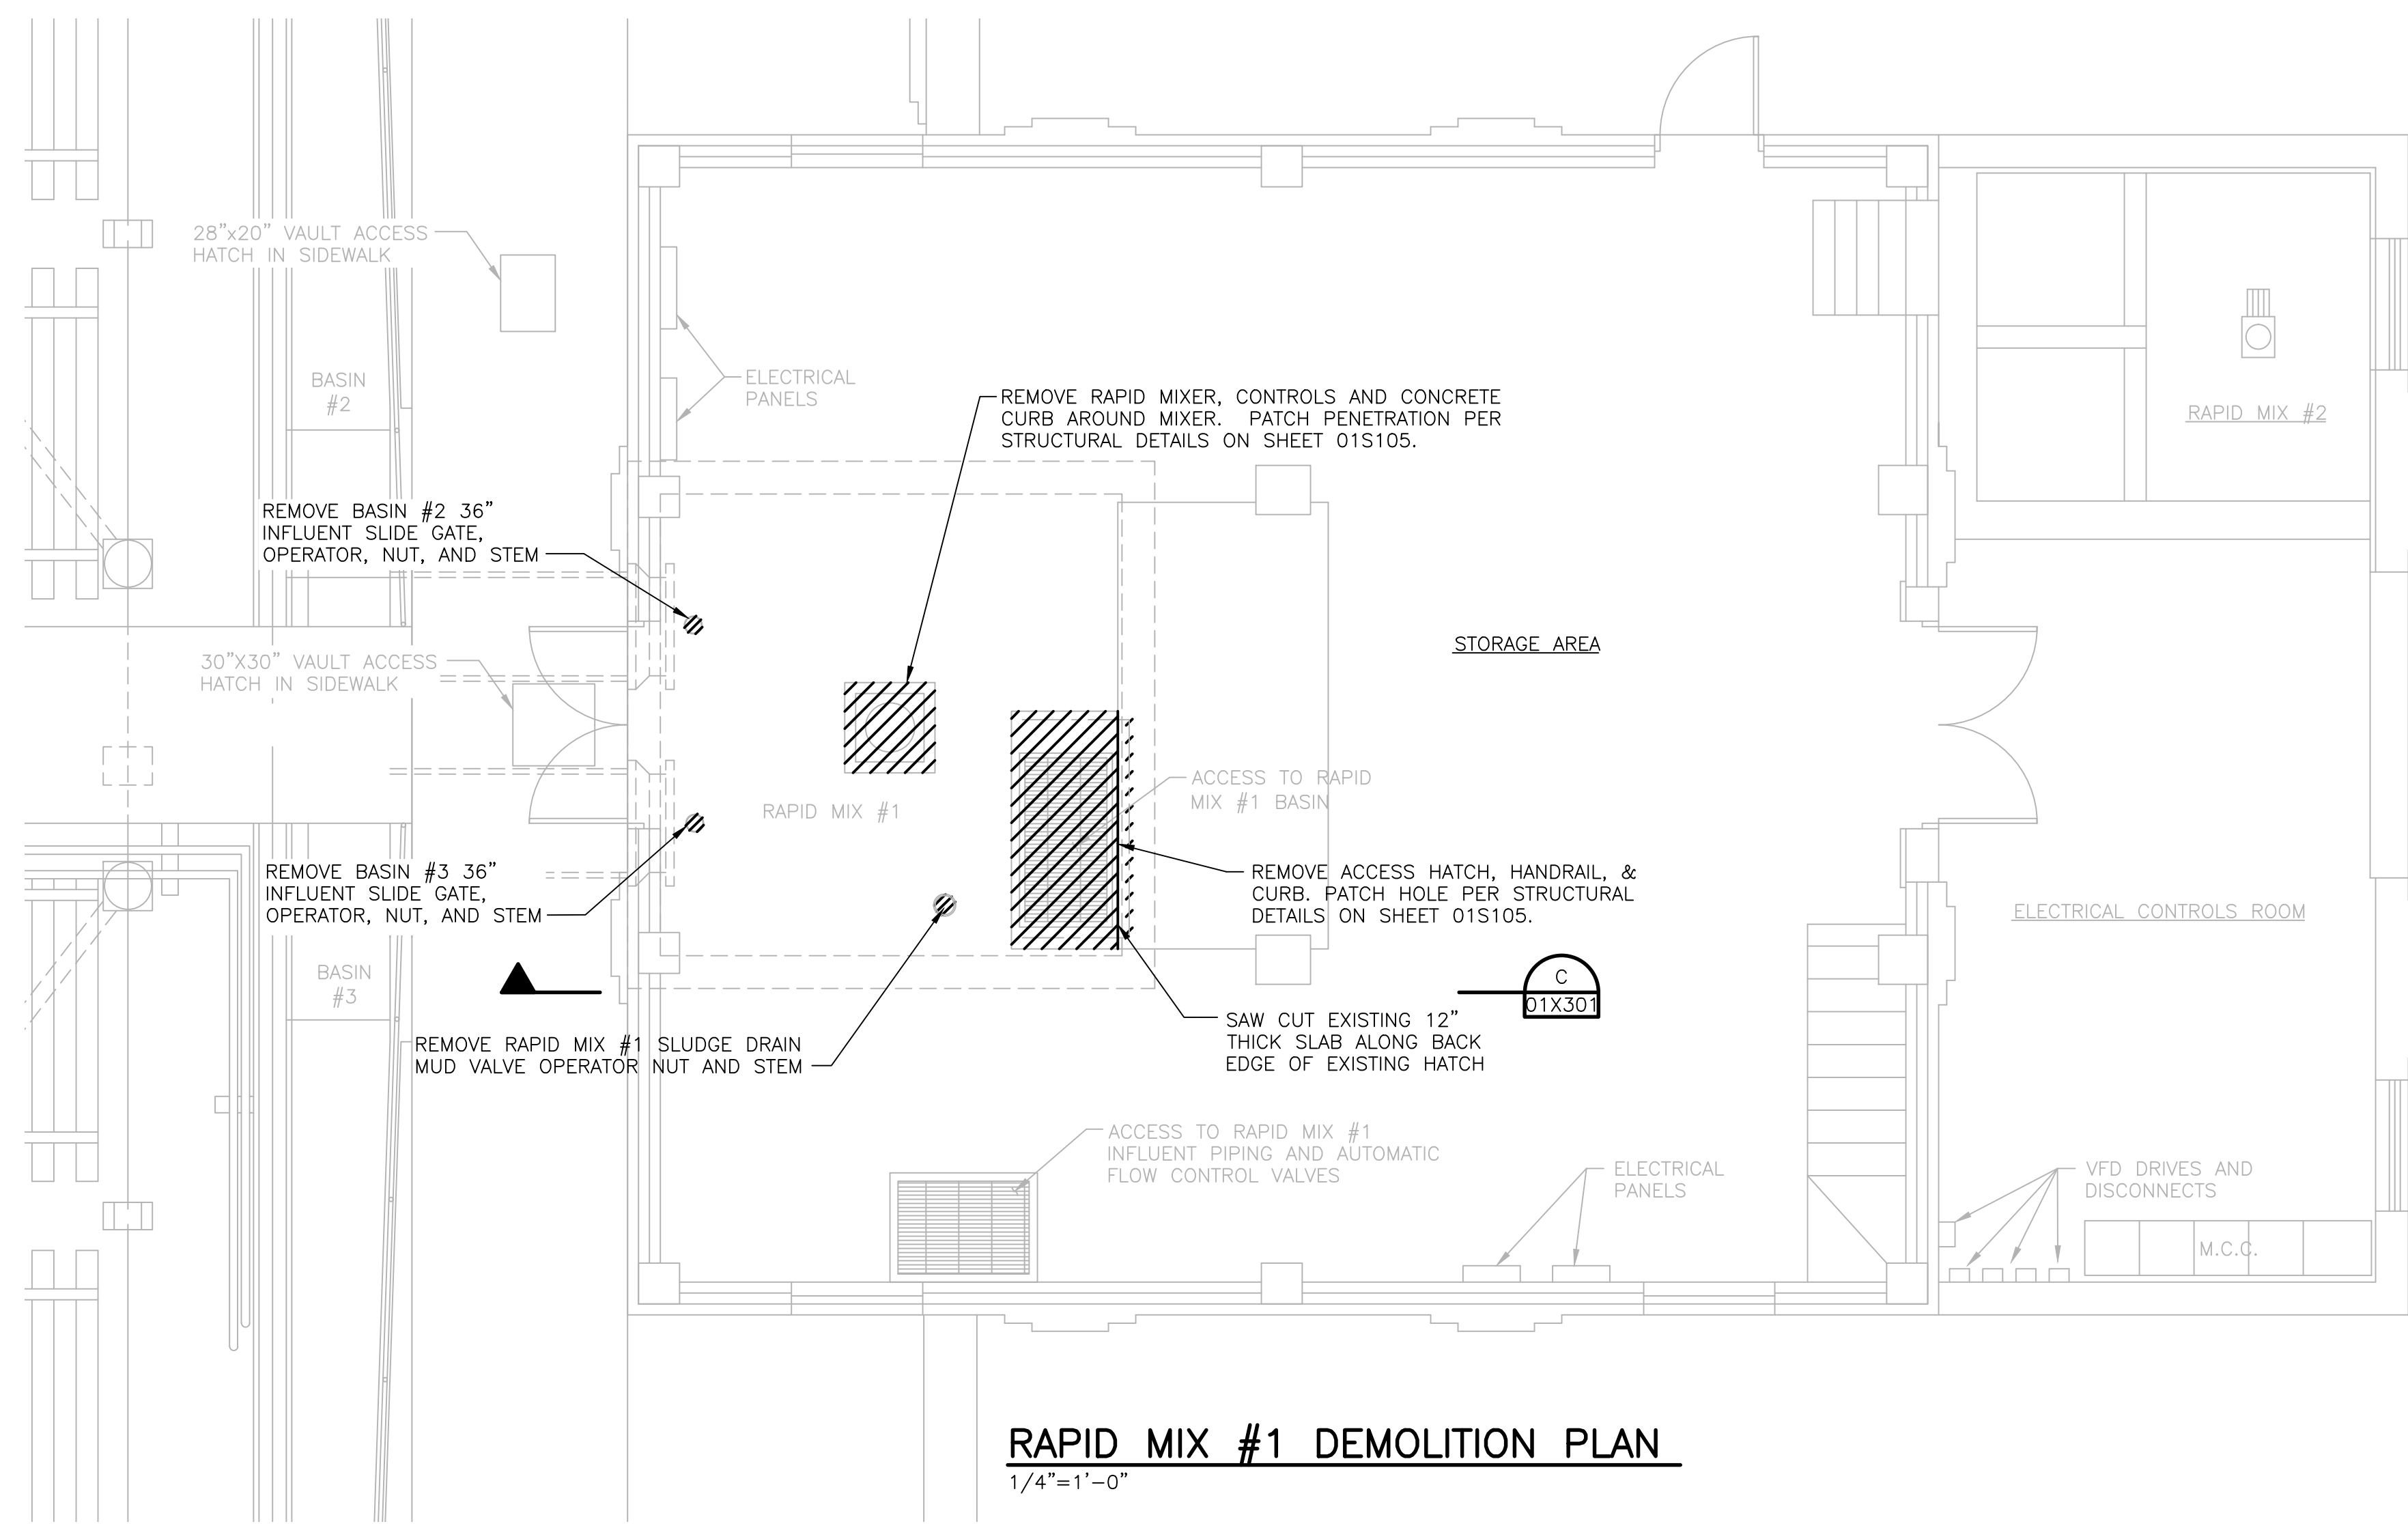 28"x20" VAULT ACCESS
HATCH IN SIDEWALK
BASIN
#2
ELECTRICAL
PANELS
REMOVE RAPID MIXER, CONTROLS AND CONCRETE
CURB AROUND MIXER. PATCH PENETRATION PER
STRUCTURAL DETAILS ON SHEET 01S105.
RAPID MIX #2
REMOVE BASIN #2 36"
INFLUENT SLIDE GATE,
OPERATOR, NUT, AND STEM
STORAGE AREA
30"X30" VAULT ACCESS
HATCH IN SIDEWALK
RAPID MIX #1
ACCESS TO RAPID
MIX #1 BASIN
REMOVE BASIN #3 36"
INFLUENT SLIDE GATE,
OPERATOR, NUT, AND STEM
REMOVE ACCESS HATCH, HANDRAIL, &
CURB. PATCH HOLE PER STRUCTURAL
DETAILS ON SHEET 01S105.
ELECTRICAL CONTROLS ROOM
BASIN
#3
C
01X301
SAW CUT EXISTING 12"
THICK SLAB ALONG BACK
EDGE OF EXISTING HATCH
REMOVE RAPID MIX #1 SLUDGE DRAIN
MUD VALVE OPERATOR NUT AND STEM
ACCESS TO RAPID MIX #1
INFLUENT PIPING AND AUTOMATIC
FLOW CONTROL VALVES
ELECTRICAL
PANELS
VFD DRIVES AND
DISCONNECTS
M.C.C.
RAPID MIX #1 DEMOLITION PLAN
1/4"=1'-0"